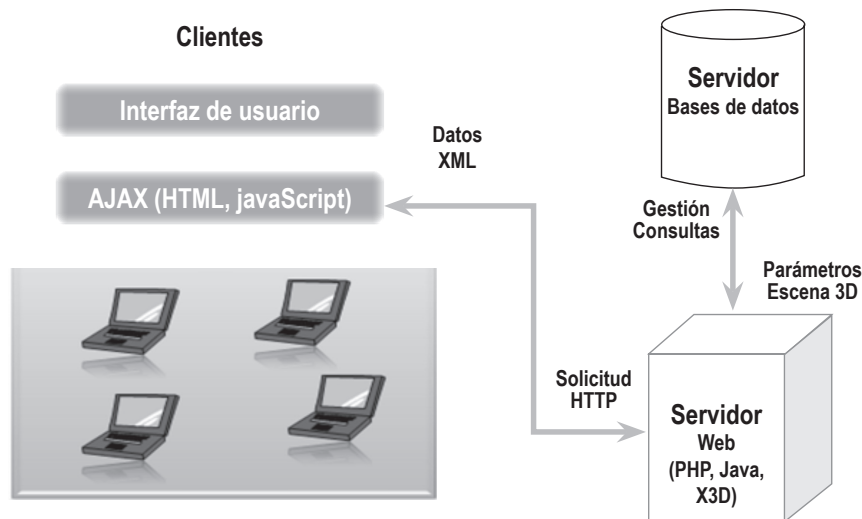 Clientes
Interfaz de usuario
AJAX (HTML, javaScript)
Datos
XML
Servidor
Bases de datos
Gestión
Consultas
Parámetros
Escena 3D
Solicitud
HTTP
Servidor
Web
(PHP, Java,
X3D)